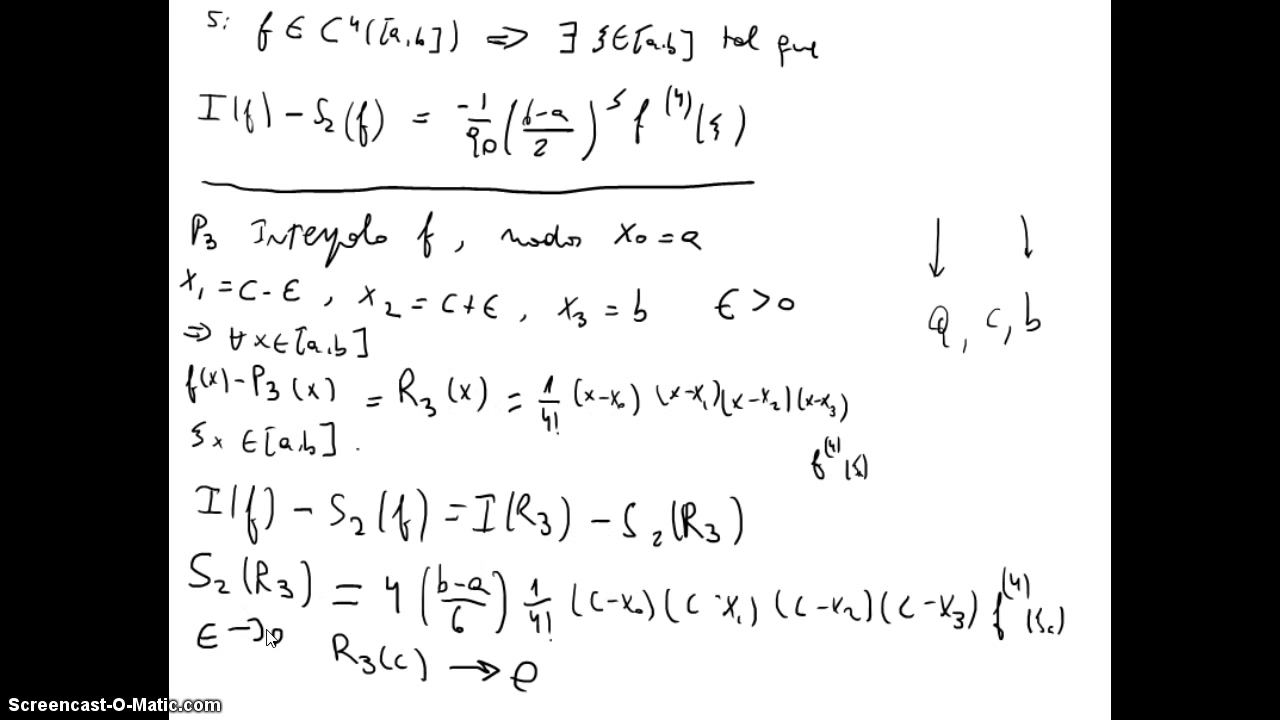 S: f ∈ C⁴([a,b]) ⇒ ∃ ξ∈[a,b] tal que
I(f) - S₂(f) = -1/90 ((b-a)/2)⁵ f⁽⁴⁾(ξ)
P₃ Interpola f, nodos x₀ = a
x₁ = c - ε, x₂ = c + ε, x₃ = b ε > 0
a, c, b
⇒ ∀ x∈[a,b]
f(x) - P₃(x) = R₃(x) = 1/4! (x-x₀)(x-x₁)(x-x₂)(x-x₃)
f⁽⁴⁾(ξₓ)
ξₓ ∈ [a,b].
I(f) - S₂(f) = I(R₃) - S₂(R₃)
S₂(R₃) = 4 ((b-a)/6) 1/4! (c-x₀)(c-x₁)(c-x₂)(c-x₃) f⁽⁴⁾(ξ_c)
ε → 0 R₃(c) → 0
Screencast-O-Matic.com